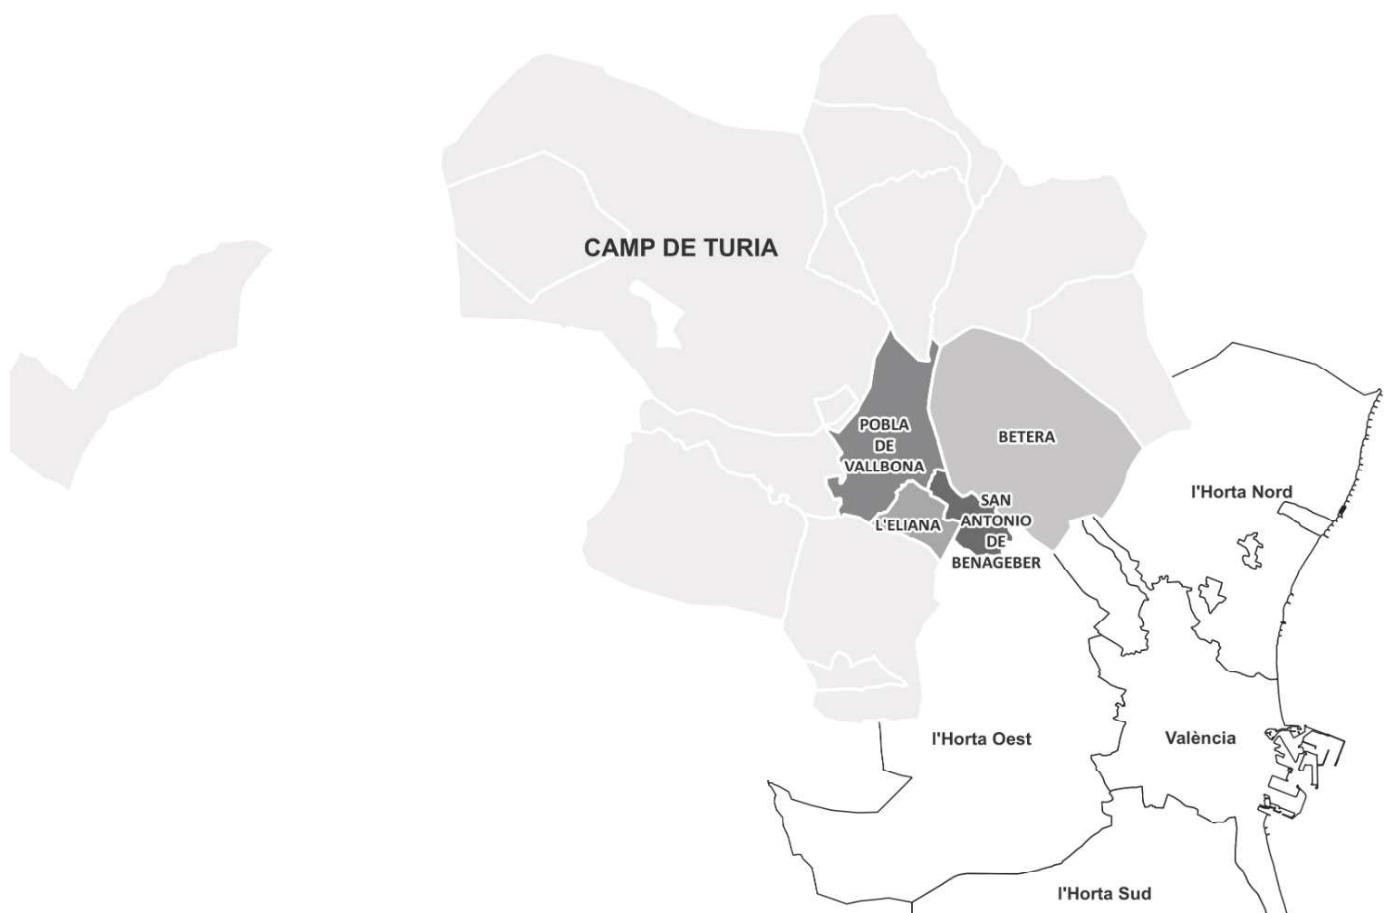 CAMP DE TURIA
POBLA
DE
VALLBONA
BETERA
L'ELIANA
SAN
ANTONIO
DE
BENAGEBER
l'Horta Nord
l'Horta Oest
València
l'Horta Sud